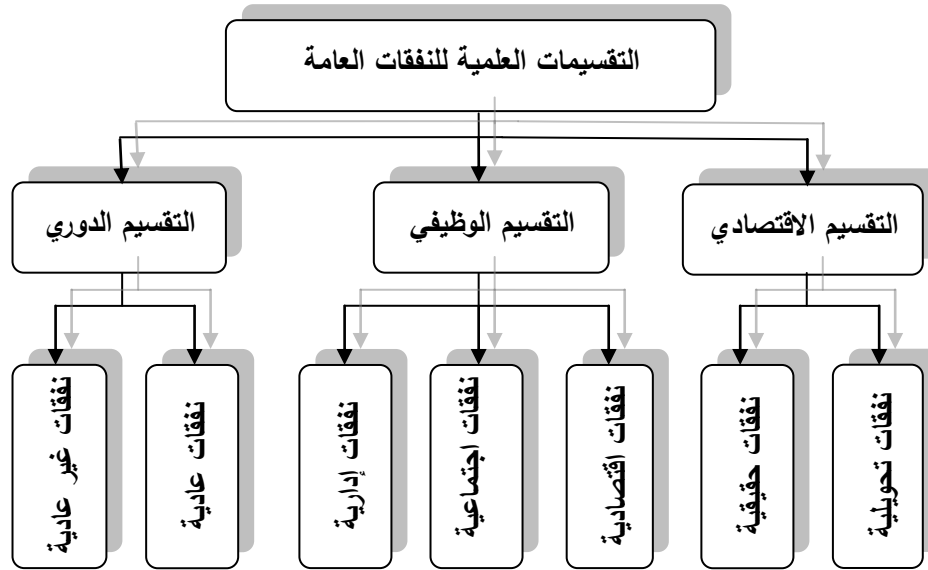 التقسيمات العلمية للنفقات العامة
التقسيم الاقتصادي
التقسيم الوظيفي
التقسيم الدوري
نفقات تحويلية
نفقات حقيقية
نفقات اقتصادية
نفقات اجتماعية
نفقات إدارية
نفقات عادية
نفقات غير عادية